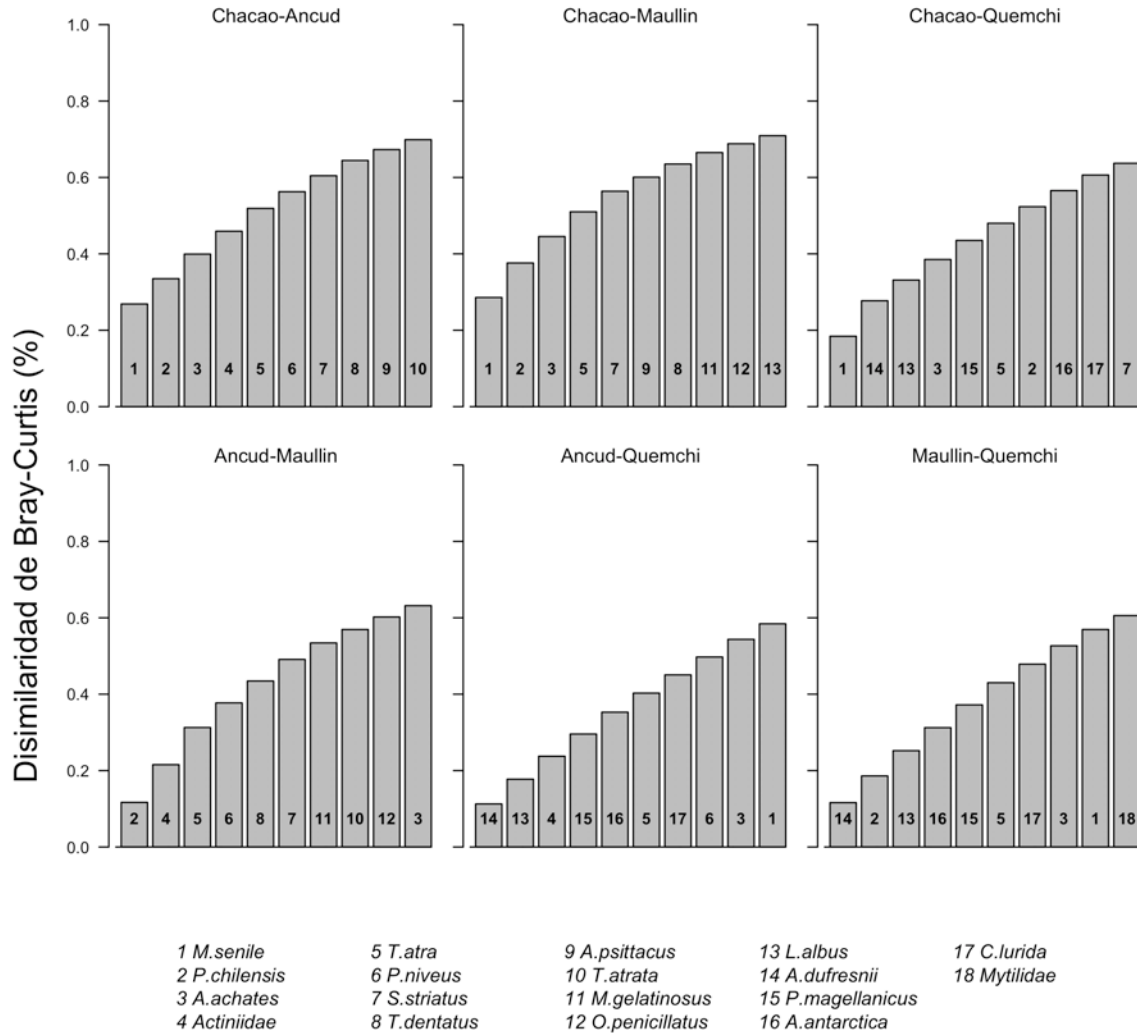 Chacao-Ancud Chacao-Maullin Chacao-Quemchi
1.0
0.8
0.6
0.4
0.2
0.0
1 2 3 4 5 6 7 8 9 10
1 2 3 5 7 9 8 11 12 13
1 14 13 3 15 5 2 16 17 7
Disimilaridad de Bray-Curtis (%)
Ancud-Maullin Ancud-Quemchi Maullin-Quemchi
1.0
0.8
0.6
0.4
0.2
0.0
2 4 5 6 8 7 11 10 12 3
14 13 4 15 16 5 17 6 3 1
14 2 13 16 15 5 17 3 1 18
1 M.senile 5 T.atra 9 A.psittacus 13 L.albus 17 C.lurida
2 P.chilensis 6 P.niveus 10 T.atrata 14 A.dufresnii 18 Mytilidae
3 A.achates 7 S.striatus 11 M.gelatinosus 15 P.magellanicus
4 Actiniidae 8 T.dentatus 12 O.penicillatus 16 A.antarctica